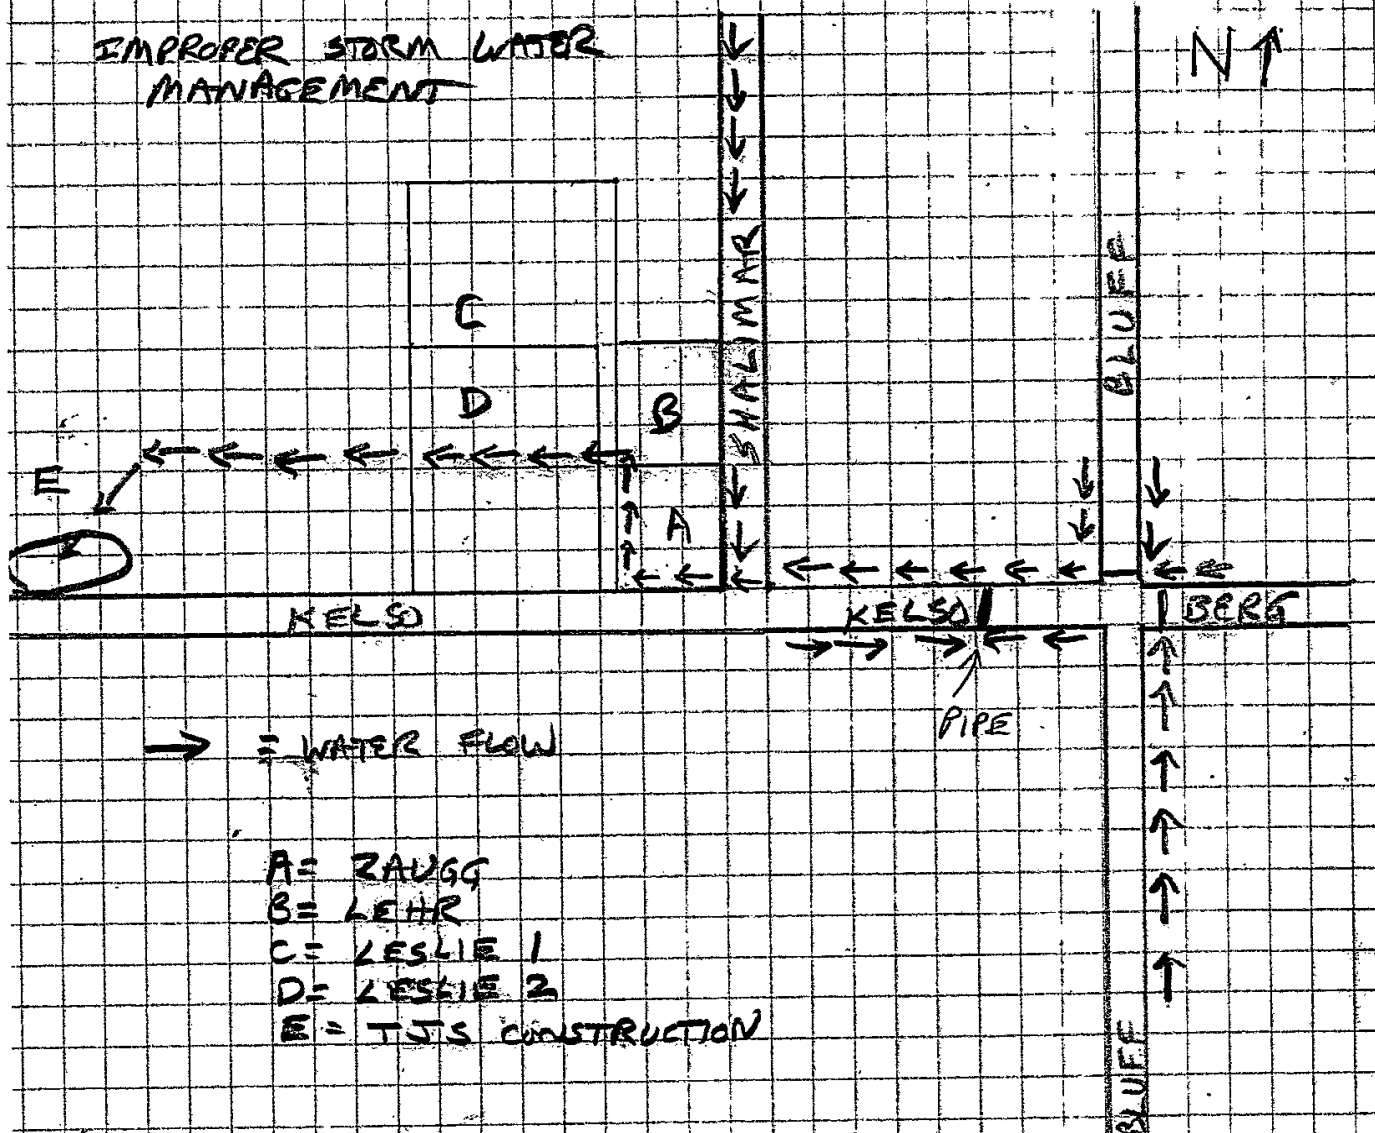 IMPROPER STORM WATER
MANAGEMENT
N
SHALIMAR
BLUFF
C
D
B
E
A
KELSO
KELSO
BERG
PIPE
= WATER FLOW
A= ZAUGG
B= LEHR
C= LESLIE 1
D= LESLIE 2
E= TJS CONSTRUCTION
BLUFF